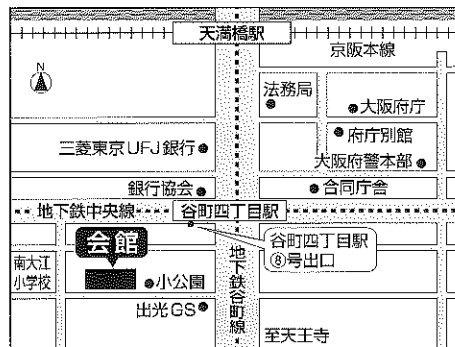 天満橋駅
京阪本線
N
法務局
大阪府庁
府庁別館
三菱東京UFJ銀行
大阪府警本部
銀行協会
合同庁舎
地下鉄中央線
谷町四丁目駅
会館
谷町四丁目駅
⑧号出口
南大江
小学校
小公園
地下鉄谷町線
出光GS
至天王寺